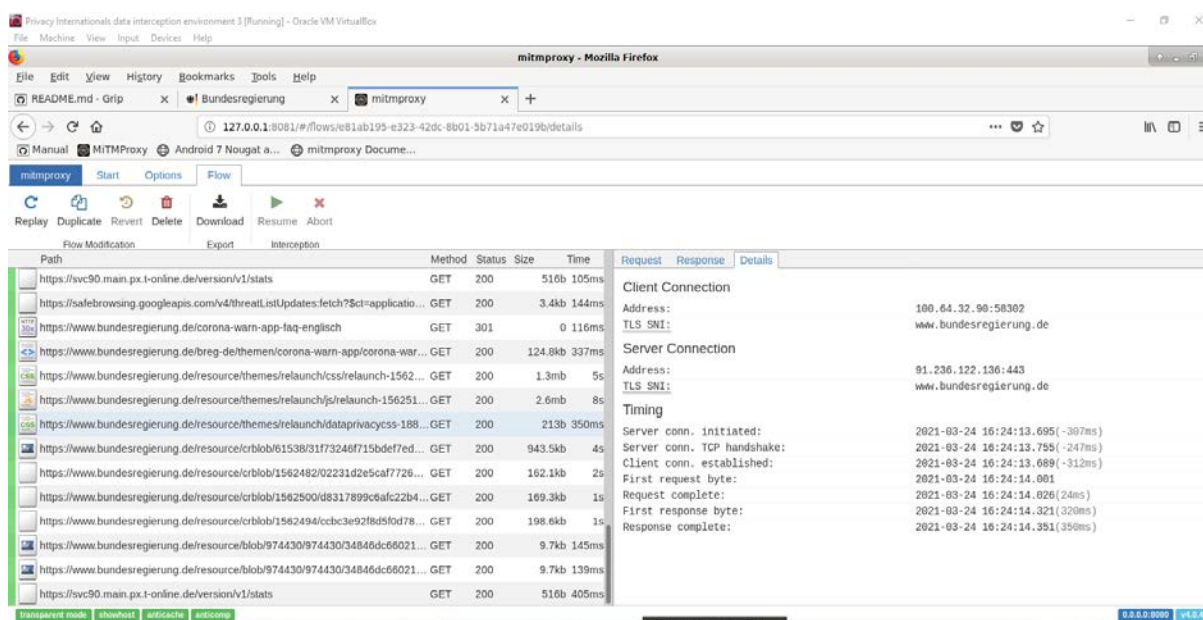 Privacy Internationals data interception environment 3 [Running] - Oracle VM VirtualBox
File Machine View Input Devices Help
mitmproxy - Mozilla Firefox
File Edit View History Bookmarks Tools Help
README.md - Grip Bundesregierung mitmproxy
127.0.0.1:8081/#/flows/e81ab195-e323-42dc-8b01-5b71a47e019b/details
Manual MiTMProxy Android 7 Nougat a... mitmproxy Docume...
mitmproxy Start Options Flow
Replay Duplicate Revert Delete Download Resume Abort
Flow Modification Export Interception
Path Method Status Size Time
https://svc90.main.px.t-online.de/version/v1/stats GET 200 516b 105ms
https://safebrowsing.googleapis.com/v4/threatListUpdates:fetch?$ct=applicatio... GET 200 3.4kb 144ms
https://www.bundesregierung.de/corona-warn-app-faq-englisch GET 301 0 116ms
https://www.bundesregierung.de/breg-de/themen/corona-warn-app/corona-war... GET 200 124.8kb 337ms
https://www.bundesregierung.de/resource/themes/relaunch/css/relaunch-1562... GET 200 1.3mb 5s
https://www.bundesregierung.de/resource/themes/relaunch/js/relaunch-156251... GET 200 2.6mb 8s
https://www.bundesregierung.de/resource/themes/relaunch/dataprivacycss-188... GET 200 213b 350ms
https://www.bundesregierung.de/resource/crblob/61538/31f73246f715bdef7ed... GET 200 943.5kb 4s
https://www.bundesregierung.de/resource/crblob/1562482/02231d2e5caf7726... GET 200 162.1kb 2s
https://www.bundesregierung.de/resource/crblob/1562500/d8317899c6afc22b4... GET 200 169.3kb 1s
https://www.bundesregierung.de/resource/crblob/1562494/ccbc3e92f8d5f0d78... GET 200 198.6kb 1s
https://www.bundesregierung.de/resource/blob/974430/974430/34846dc66021... GET 200 9.7kb 145ms
https://www.bundesregierung.de/resource/blob/974430/974430/34846dc66021... GET 200 9.7kb 139ms
https://svc90.main.px.t-online.de/version/v1/stats GET 200 516b 405ms
Request Response Details
Client Connection
Address: 100.64.32.90:58302
TLS SNI: www.bundesregierung.de
Server Connection
Address: 91.236.122.136:443
TLS SNI: www.bundesregierung.de
Timing
Server conn. initiated: 2021-03-24 16:24:13.695(-307ms)
Server conn. TCP handshake: 2021-03-24 16:24:13.755(-247ms)
Client conn. established: 2021-03-24 16:24:13.689(-312ms)
First request byte: 2021-03-24 16:24:14.001
Request complete: 2021-03-24 16:24:14.026(24ms)
First response byte: 2021-03-24 16:24:14.321(320ms)
Response complete: 2021-03-24 16:24:14.351(350ms)
transparent mode showhost anticache anticomp 0.0.0.0:8080